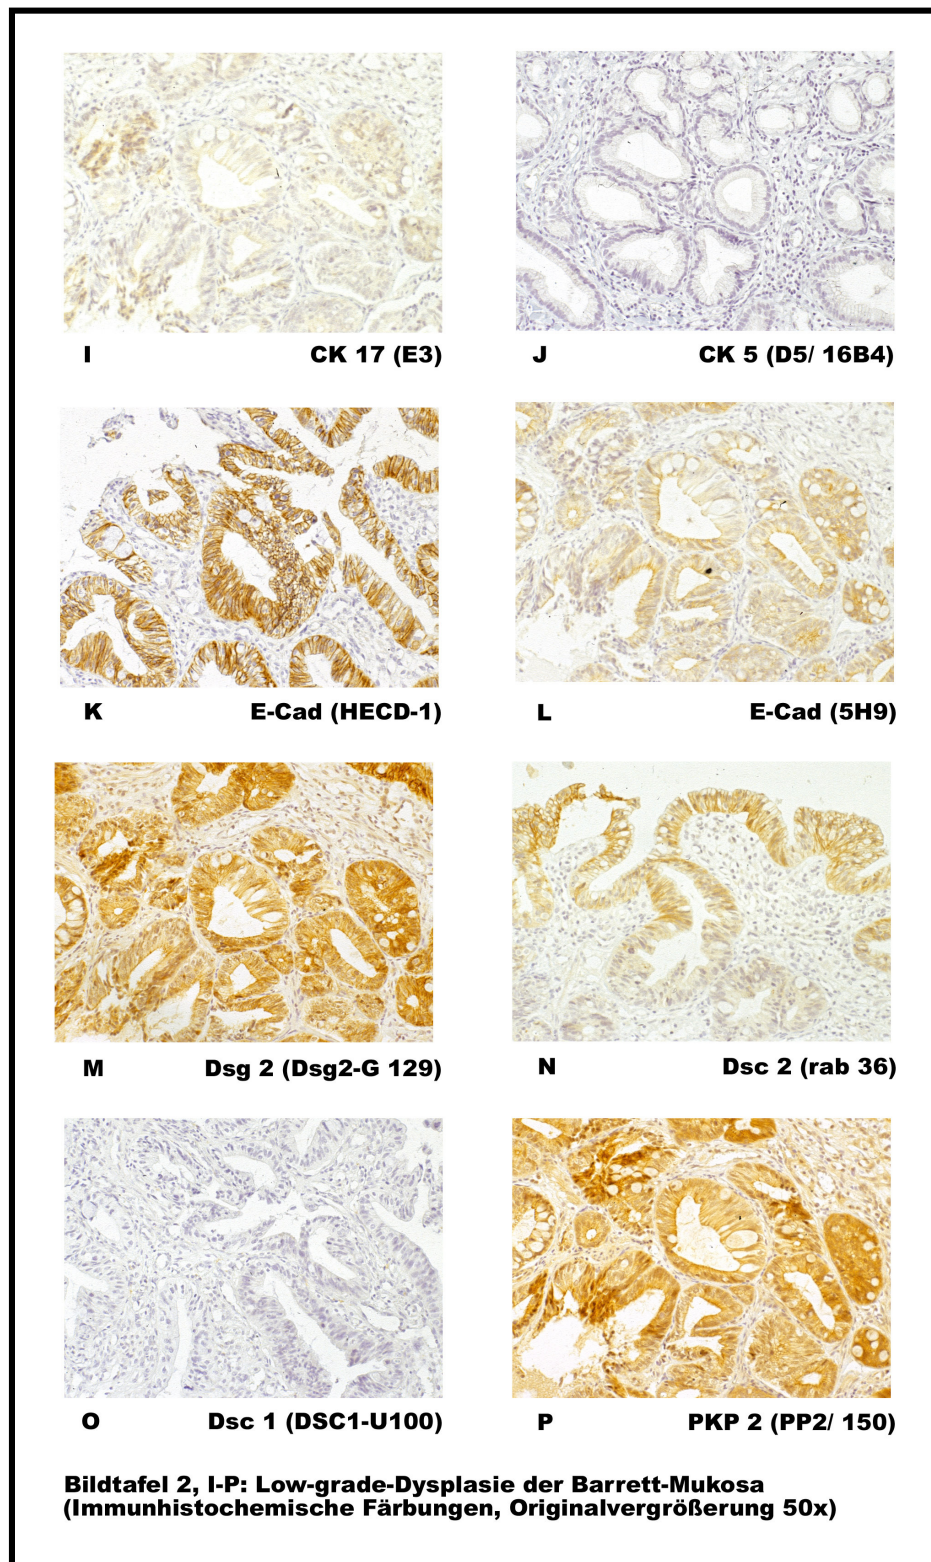 I CK 17 (E3)
J CK 5 (D5/ 16B4)
K E-Cad (HECD-1)
L E-Cad (5H9)
M Dsg 2 (Dsg2-G 129)
N Dsc 2 (rab 36)
O Dsc 1 (DSC1-U100)
P PKP 2 (PP2/ 150)
Bildtafel 2, I-P: Low-grade-Dysplasie der Barrett-Mukosa
(Immunhistochemische Färbungen, Originalvergrößerung 50x)